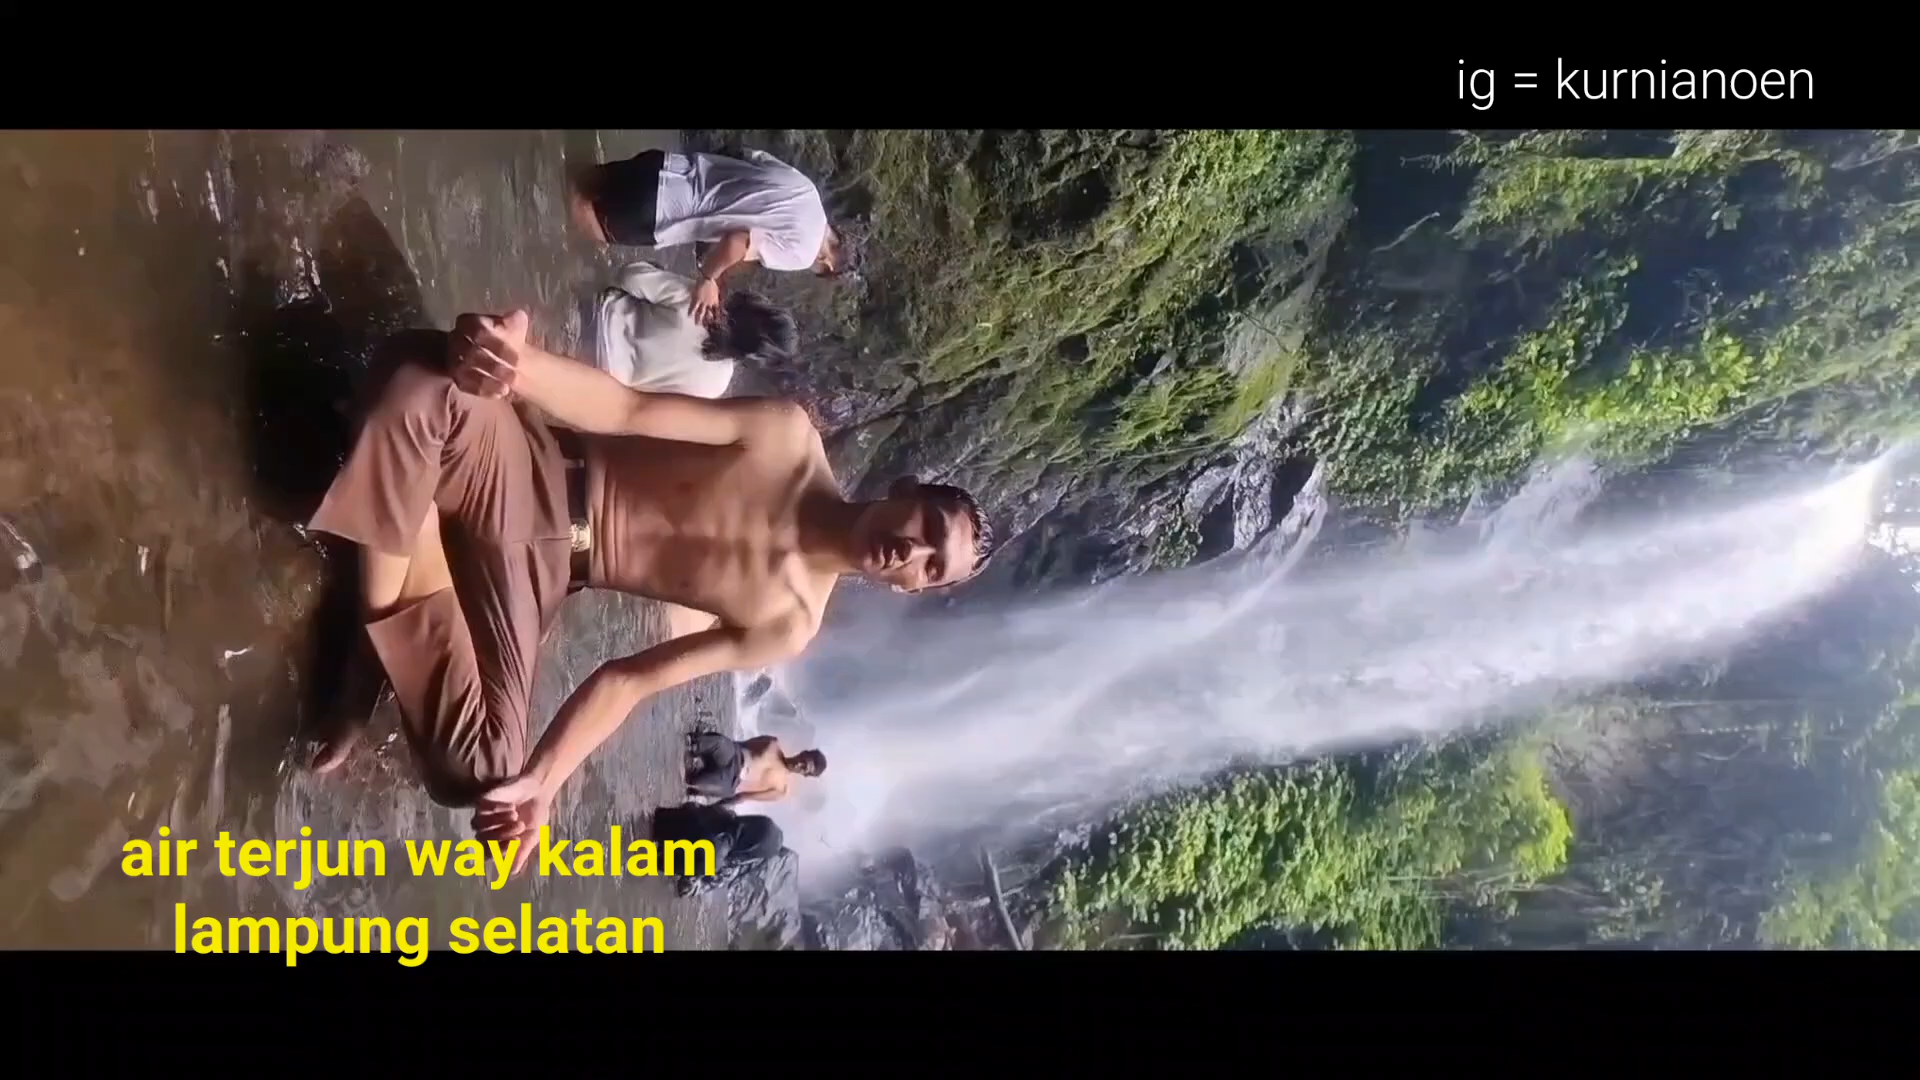 ig = kurnianoen
air terjun way kalam
lampung selatan